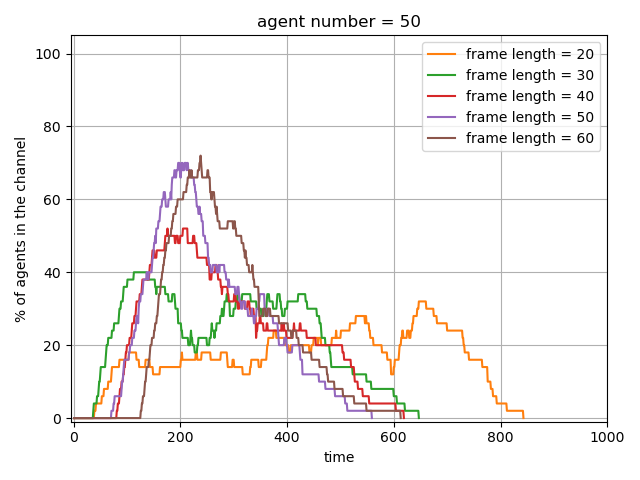 agent number = 50
% of agents in the channel
100
80
60
40
20
0
frame length = 20
frame length = 30
frame length = 40
frame length = 50
frame length = 60
0 200 400 600 800 1000
time